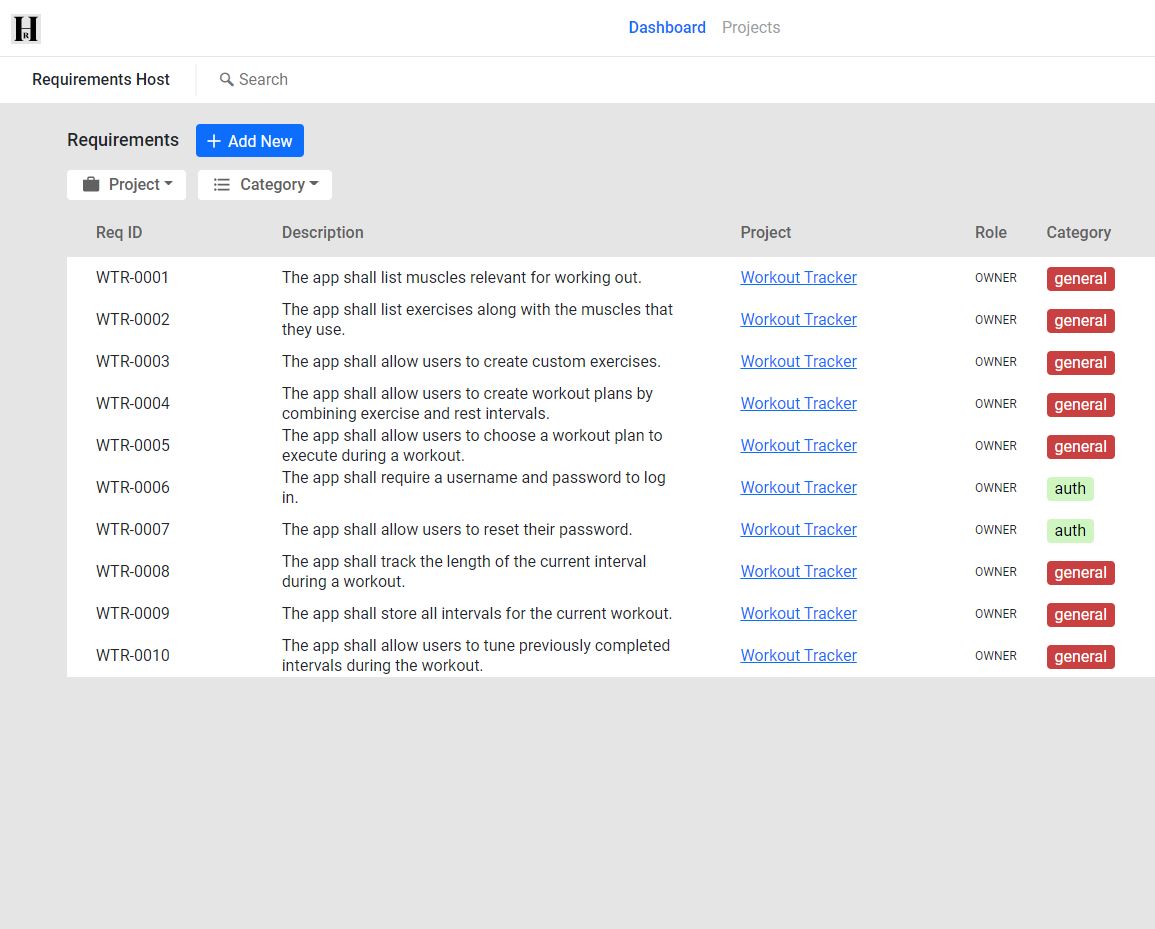 H
R
Dashboard Projects
Requirements Host Search
Requirements + Add New
Project Category
Req ID Description Project Role Category
WTR-0001 The app shall list muscles relevant for working out. Workout Tracker OWNER general
WTR-0002 The app shall list exercises along with the muscles that
they use. Workout Tracker OWNER general
WTR-0003 The app shall allow users to create custom exercises. Workout Tracker OWNER general
WTR-0004 The app shall allow users to create workout plans by
combining exercise and rest intervals. Workout Tracker OWNER general
WTR-0005 The app shall allow users to choose a workout plan to
execute during a workout. Workout Tracker OWNER general
WTR-0006 The app shall require a username and password to log
in. Workout Tracker OWNER auth
WTR-0007 The app shall allow users to reset their password. Workout Tracker OWNER auth
WTR-0008 The app shall track the length of the current interval
during a workout. Workout Tracker OWNER general
WTR-0009 The app shall store all intervals for the current workout. Workout Tracker OWNER general
WTR-0010 The app shall allow users to tune previously completed
intervals during the workout. Workout Tracker OWNER general